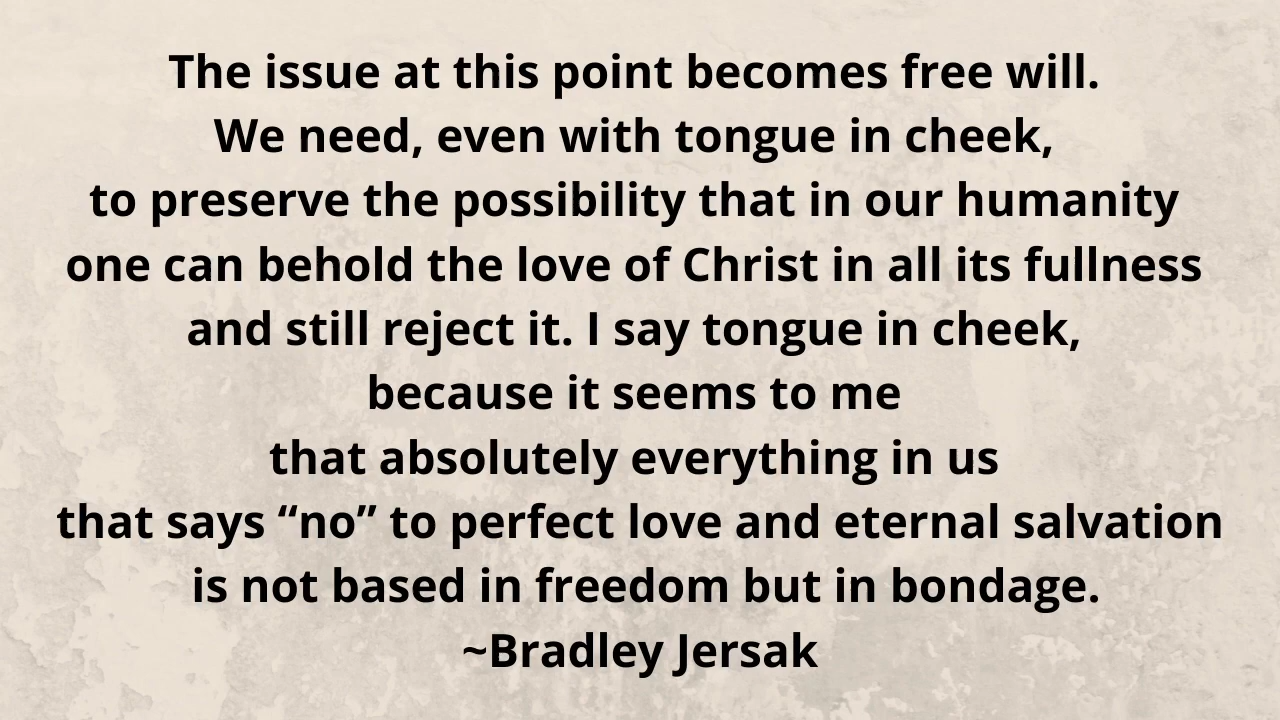 The issue at this point becomes free will.
We need, even with tongue in cheek,
to preserve the possibility that in our humanity
one can behold the love of Christ in all its fullness
and still reject it. I say tongue in cheek,
because it seems to me
that absolutely everything in us
that says “no” to perfect love and eternal salvation
is not based in freedom but in bondage.
~Bradley Jersak